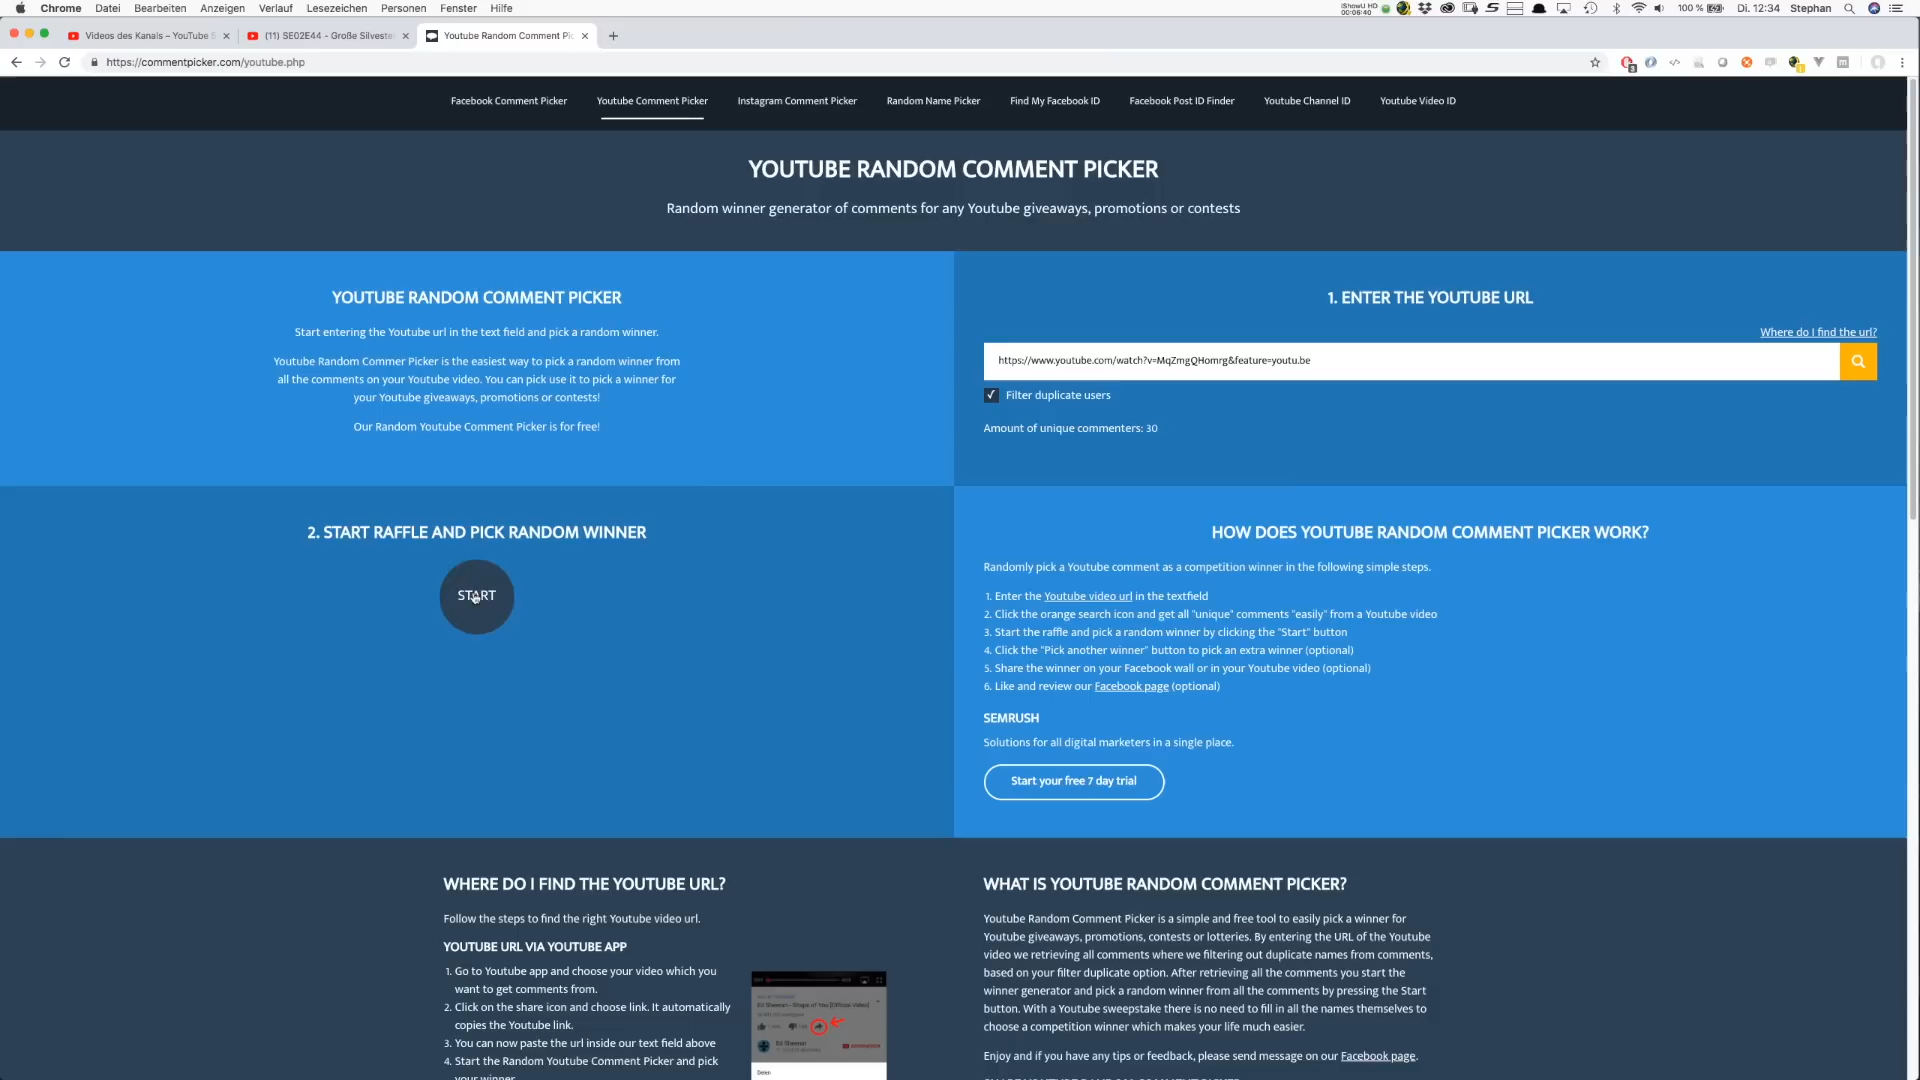 Chrome Datei Bearbeiten Anzeigen Verlauf Lesezeichen Personen Fenster Hilfe
iShowU HD
00:06:40
100 % Di. 12:34 Stephan
Videos des Kanals – YouTube S
(11) SE02E44 - Große Silveste
Youtube Random Comment Pic
https://commentpicker.com/youtube.php
Facebook Comment Picker Youtube Comment Picker Instagram Comment Picker Random Name Picker Find My Facebook ID Facebook Post ID Finder Youtube Channel ID Youtube Video ID
YOUTUBE RANDOM COMMENT PICKER
Random winner generator of comments for any Youtube giveaways, promotions or contests
YOUTUBE RANDOM COMMENT PICKER
Start entering the Youtube url in the text field and pick a random winner.
Youtube Random Commer Picker is the easiest way to pick a random winner from
all the comments on your Youtube video. You can pick use it to pick a winner for
your Youtube giveaways, promotions or contests!
Our Random Youtube Comment Picker is for free!
1. ENTER THE YOUTUBE URL
Where do I find the url?
https://www.youtube.com/watch?v=MqZmgQHomrg&feature=youtu.be
Filter duplicate users
Amount of unique commenters: 30
2. START RAFFLE AND PICK RANDOM WINNER
START
HOW DOES YOUTUBE RANDOM COMMENT PICKER WORK?
Randomly pick a Youtube comment as a competition winner in the following simple steps.
1. Enter the Youtube video url in the textfield
2. Click the orange search icon and get all "unique" comments "easily" from a Youtube video
3. Start the raffle and pick a random winner by clicking the "Start" button
4. Click the "Pick another winner" button to pick an extra winner (optional)
5. Share the winner on your Facebook wall or in your Youtube video (optional)
6. Like and review our Facebook page (optional)
SEMRUSH
Solutions for all digital marketers in a single place.
Start your free 7 day trial
WHERE DO I FIND THE YOUTUBE URL?
Follow the steps to find the right Youtube video url.
YOUTUBE URL VIA YOUTUBE APP
1. Go to Youtube app and choose your video which you
want to get comments from.
2. Click on the share icon and choose link. It automatically
copies the Youtube link.
3. You can now paste the url inside our text field above
4. Start the Random Youtube Comment Picker and pick
your winner
Ed Sheeran - Shape of You [Official Video]
Ed Sheeran
Delen
WHAT IS YOUTUBE RANDOM COMMENT PICKER?
Youtube Random Comment Picker is a simple and free tool to easily pick a winner for
Youtube giveaways, promotions, contests or lotteries. By entering the URL of the Youtube
video we retrieving all comments where we filtering out duplicate names from comments,
based on your filter duplicate option. After retrieving all the comments you start the
winner generator and pick a random winner from all the comments by pressing the Start
button. With a Youtube sweepstake there is no need to fill in all the names themselves to
choose a competition winner which makes your life much easier.
Enjoy and if you have any tips or feedback, please send message on our Facebook page.